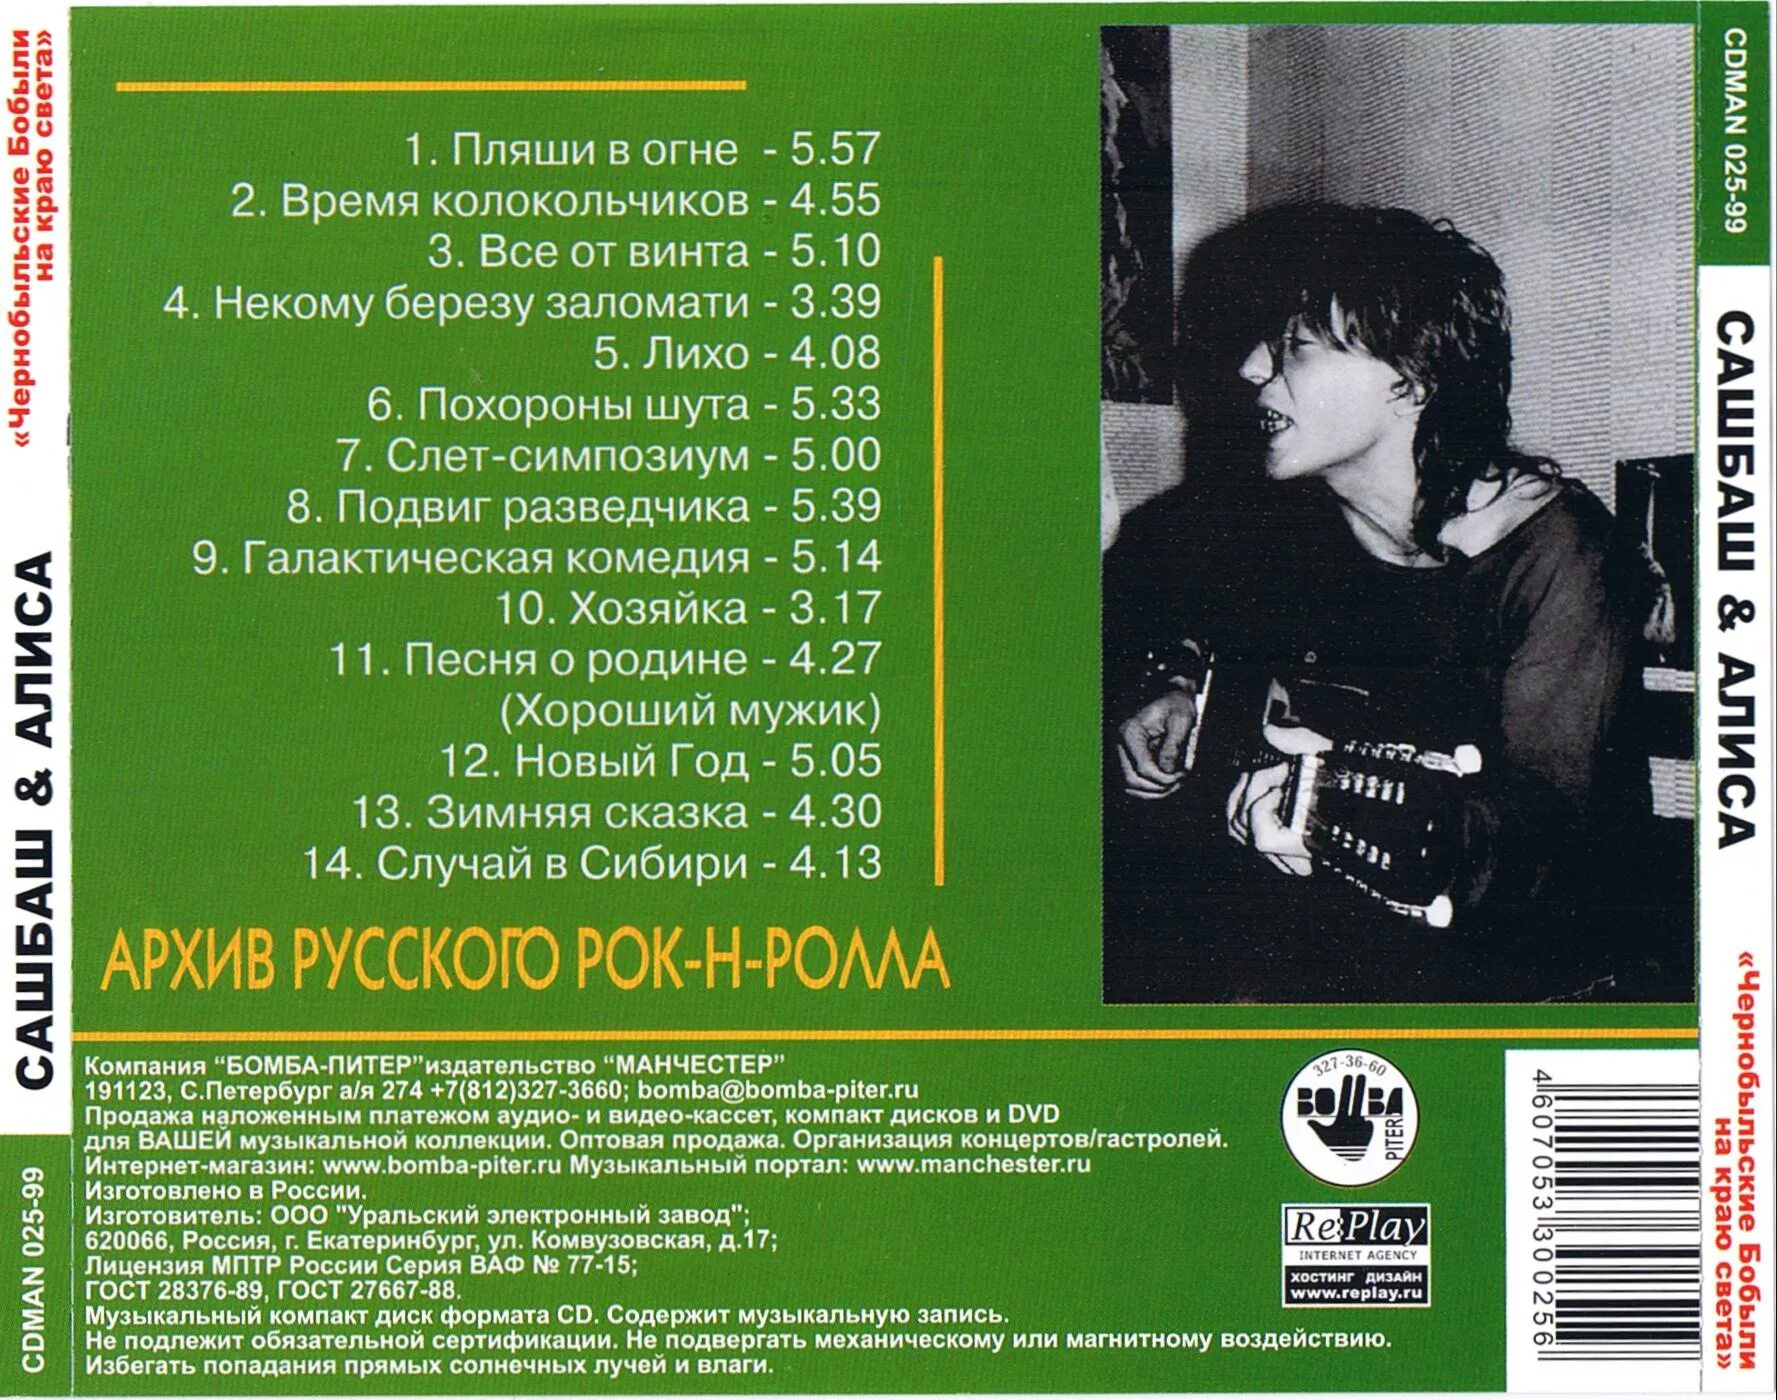 «Чернобыльские Бобыли
на краю света»
САШБАШ & АЛИСА
CDMAN 025-99
1. Пляши в огне - 5.57
2. Время колокольчиков - 4.55
3. Все от винта - 5.10
4. Некому березу заломати - 3.39
5. Лихо - 4.08
6. Похороны шута - 5.33
7. Слет-симпозиум - 5.00
8. Подвиг разведчика - 5.39
9. Галактическая комедия - 5.14
10. Хозяйка - 3.17
11. Песня о родине - 4.27
(Хороший мужик)
12. Новый Год - 5.05
13. Зимняя сказка - 4.30
14. Случай в Сибири - 4.13
АРХИВ РУССКОГО РОК-Н-РОЛЛА
Компания “БОМБА-ПИТЕР”издательство “МАНЧЕСТЕР”
191123, С.Петербург а/я 274 +7(812)327-3660; bomba@bomba-piter.ru
Продажа наложенным платежом аудио- и видео-кассет, компакт дисков и DVD
для ВАШЕЙ музыкальной коллекции. Оптовая продажа. Организация концертов/гастролей.
Интернет-магазин: www.bomba-piter.ru Музыкальный портал: www.manchester.ru
Изготовлено в России.
Изготовитель: ООО "Уральский электронный завод";
620066, Россия, г. Екатеринбург, ул. Комвузовская, д.17;
Лицензия МПТР России Серия ВАФ № 77-15;
ГОСТ 28376-89, ГОСТ 27667-88.
Музыкальный компакт диск формата CD. Содержит музыкальную запись.
Не подлежит обязательной сертификации. Не подвергать механическому или магнитному воздействию.
Избегать попадания прямых солнечных лучей и влаги.
327-36-60
BOMBA
PITER
Re:Play
INTERNET AGENCY
ХОСТИНГ ДИЗАЙН
www.replay.ru
4 607053 300256
CDMAN 025-99
САШБАШ & АЛИСА
«Чернобыльские Бобыли
на краю света»